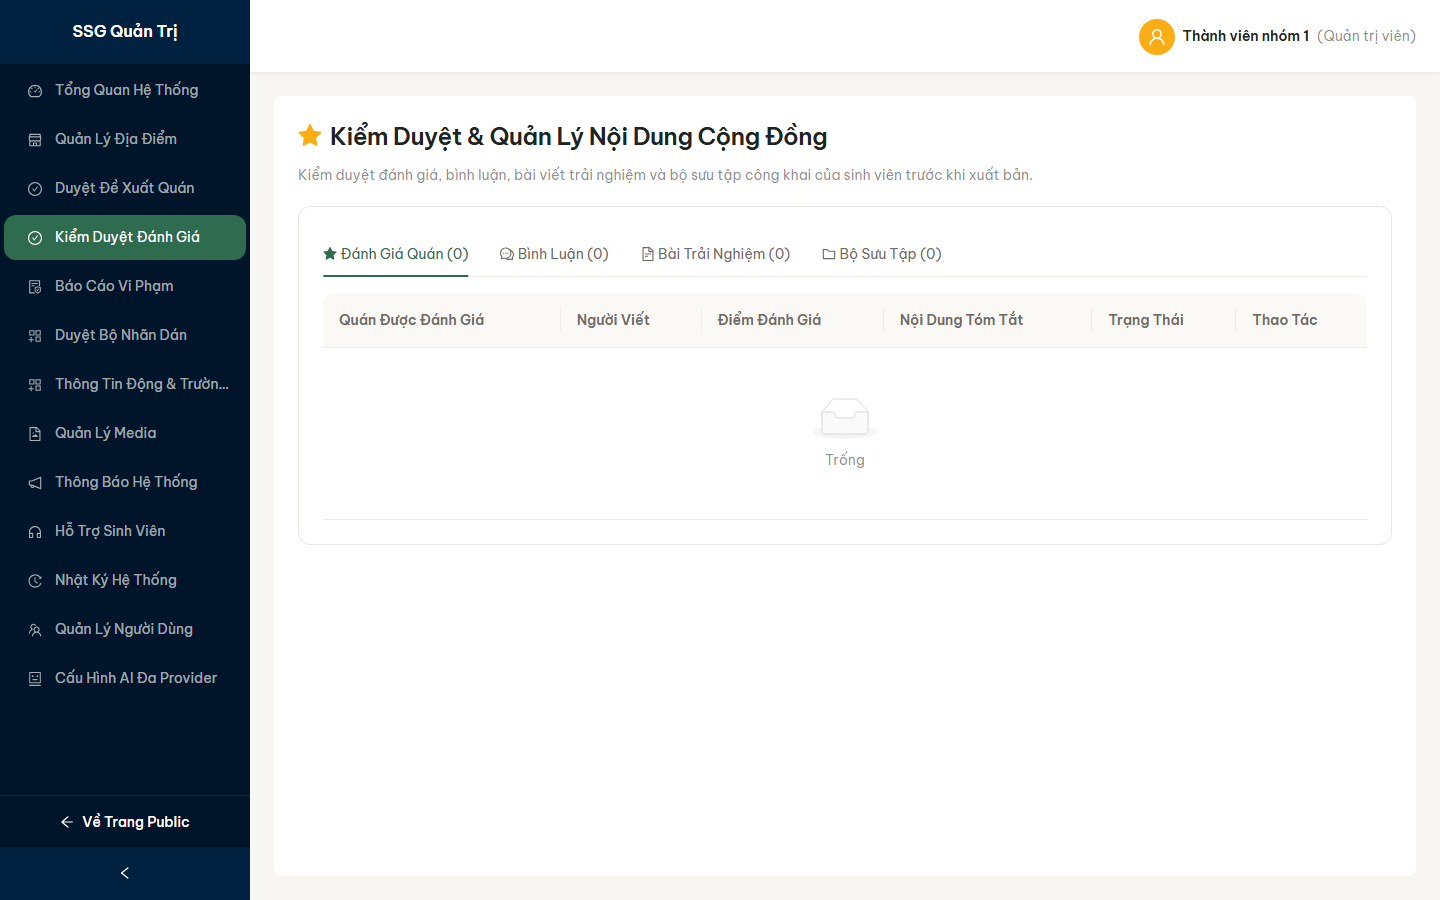 SSG Quản Trị
Thành viên nhóm 1 (Quản trị viên)
Tổng Quan Hệ Thống
Quản Lý Địa Điểm
Duyệt Đề Xuất Quán
Kiểm Duyệt Đánh Giá
Báo Cáo Vi Phạm
Duyệt Bộ Nhãn Dán
Thông Tin Động & Trườn...
Quản Lý Media
Thông Báo Hệ Thống
Hỗ Trợ Sinh Viên
Nhật Ký Hệ Thống
Quản Lý Người Dùng
Cấu Hình AI Đa Provider
Về Trang Public
Kiểm Duyệt & Quản Lý Nội Dung Cộng Đồng
Kiểm duyệt đánh giá, bình luận, bài viết trải nghiệm và bộ sưu tập công khai của sinh viên trước khi xuất bản.
Đánh Giá Quán (0) Bình Luận (0) Bài Trải Nghiệm (0) Bộ Sưu Tập (0)
Quán Được Đánh Giá Người Viết Điểm Đánh Giá Nội Dung Tóm Tắt Trạng Thái Thao Tác
Trống